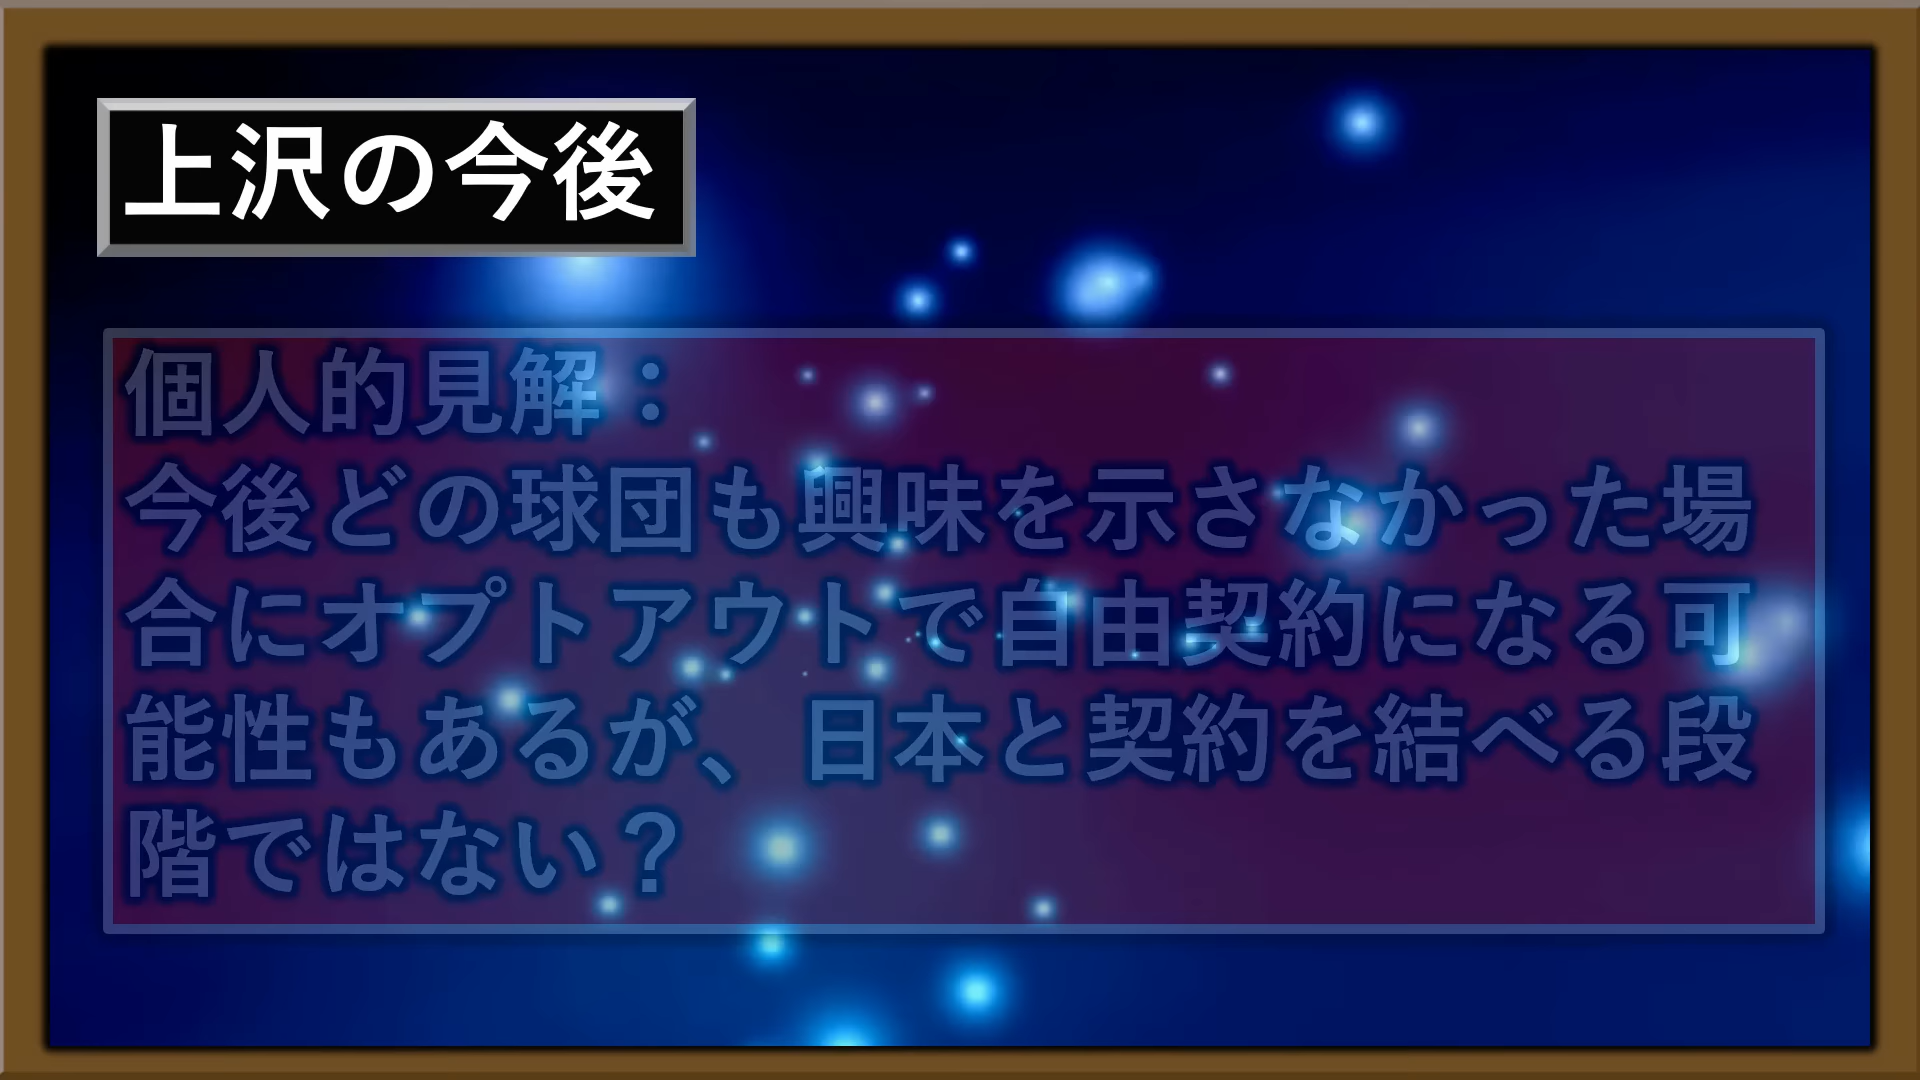 上沢の今後
個人的見解：
今後どの球団も興味を示さなかった場
合にオプトアウトで自由契約になる可
能性もあるが、日本と契約を結べる段
階ではない？